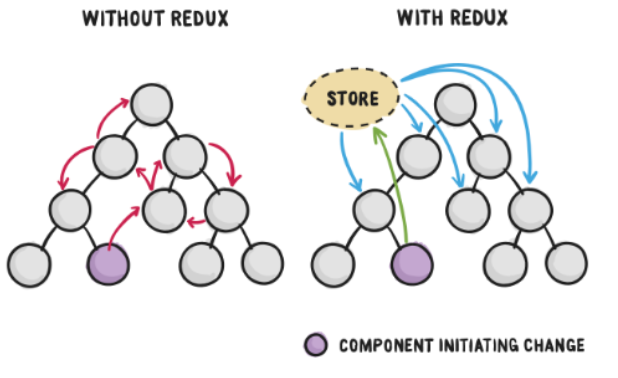 WITHOUT REDUX
WITH REDUX
STORE
COMPONENT INITIATING CHANGE